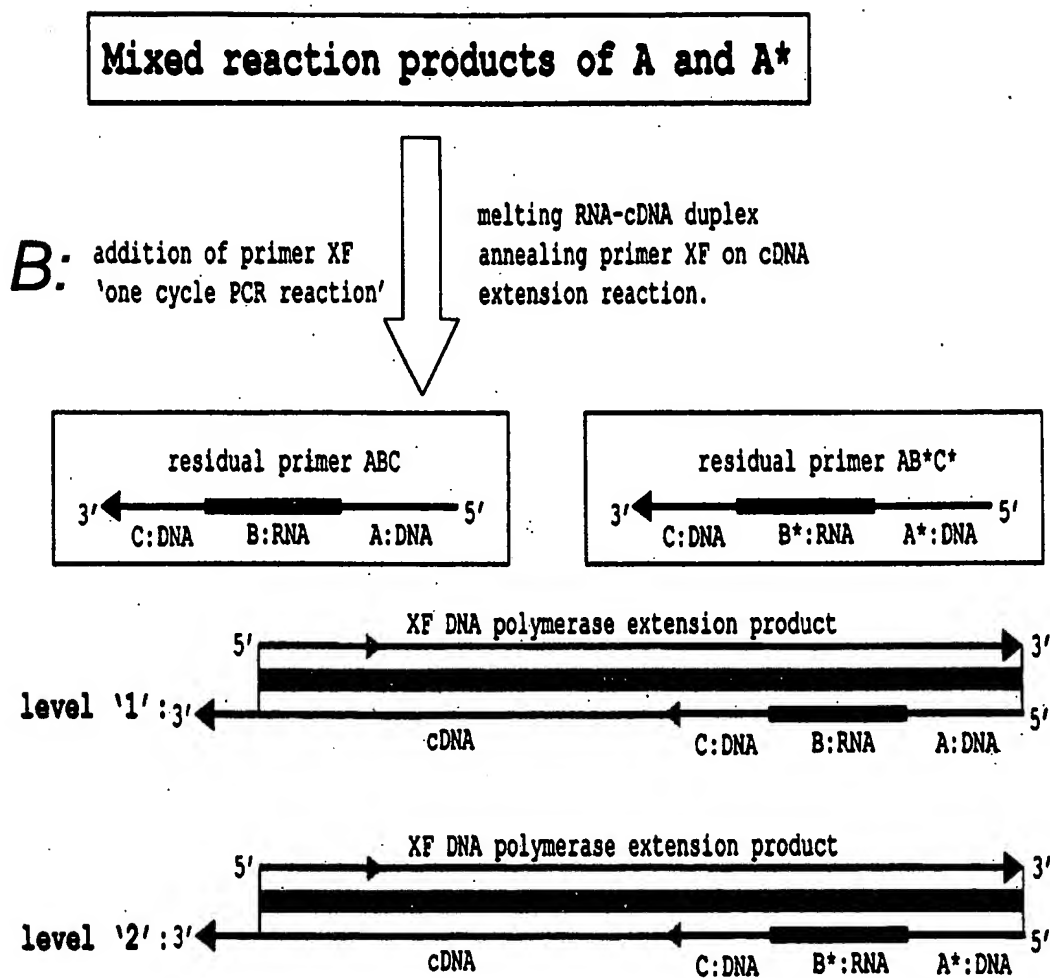 Mixed reaction products of A and A*
B: addition of primer XF
'one cycle PCR reaction'
melting RNA-cDNA duplex
annealing primer XF on cDNA
extension reaction.
residual primer ABC
3' 5'
C:DNA B:RNA A:DNA
residual primer AB*C*
3' 5'
C:DNA B*:RNA A*:DNA
XF DNA polymerase extension product
5' 3'
level '1': 3' 5'
cDNA C:DNA B:RNA A:DNA
XF DNA polymerase extension product
5' 3'
level '2': 3' 5'
cDNA C:DNA B*:RNA A*:DNA